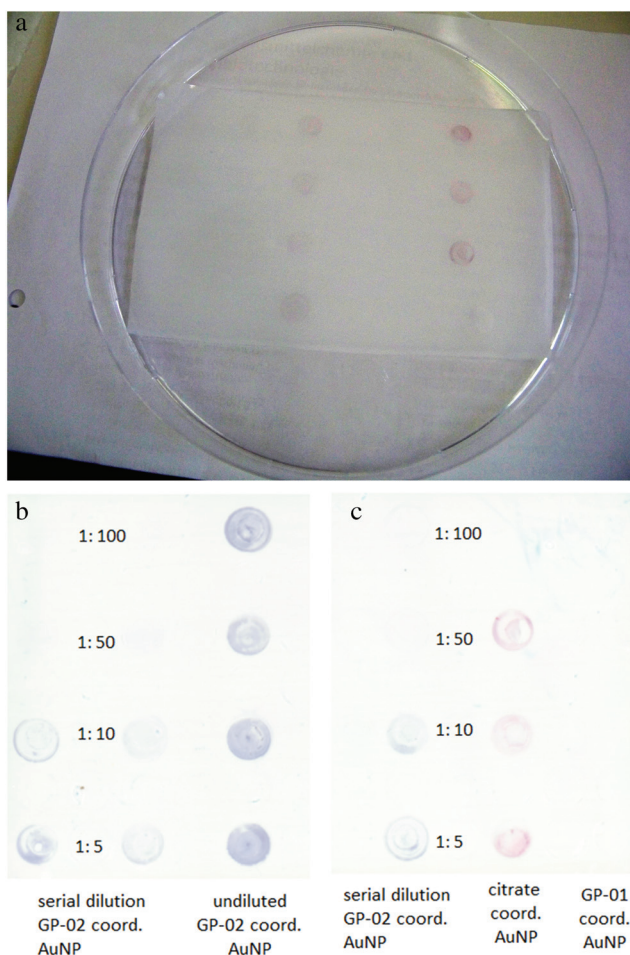 a
b
c
1:100
1:50
1:10
1:5
serial dilution
GP-02 coord.
AuNP
undiluted
GP-02 coord.
AuNP
1:100
1:50
1:10
1:5
serial dilution
GP-02 coord.
AuNP
citrate
coord.
AuNP
GP-01
coord.
AuNP